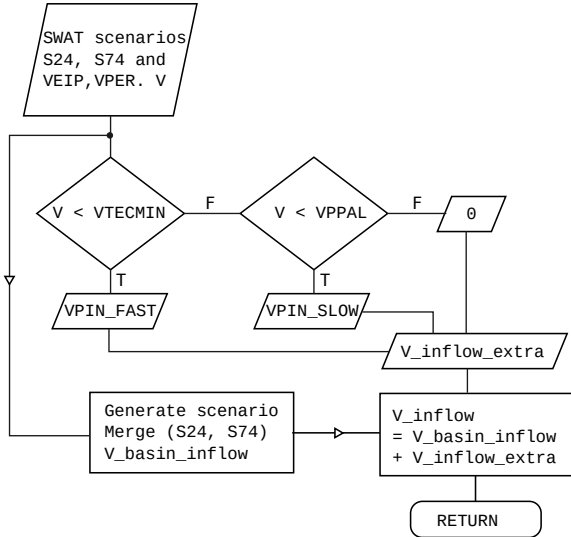 SWAT scenarios
S24, S74 and
VEIP,VPER. V
V < VTECMIN
F
V < VPPAL
F
0
T
T
VPIN_FAST
VPIN_SLOW
V_inflow_extra
Generate scenario
Merge (S24, S74)
V_basin_inflow
V_inflow
= V_basin_inflow
+ V_inflow_extra
RETURN